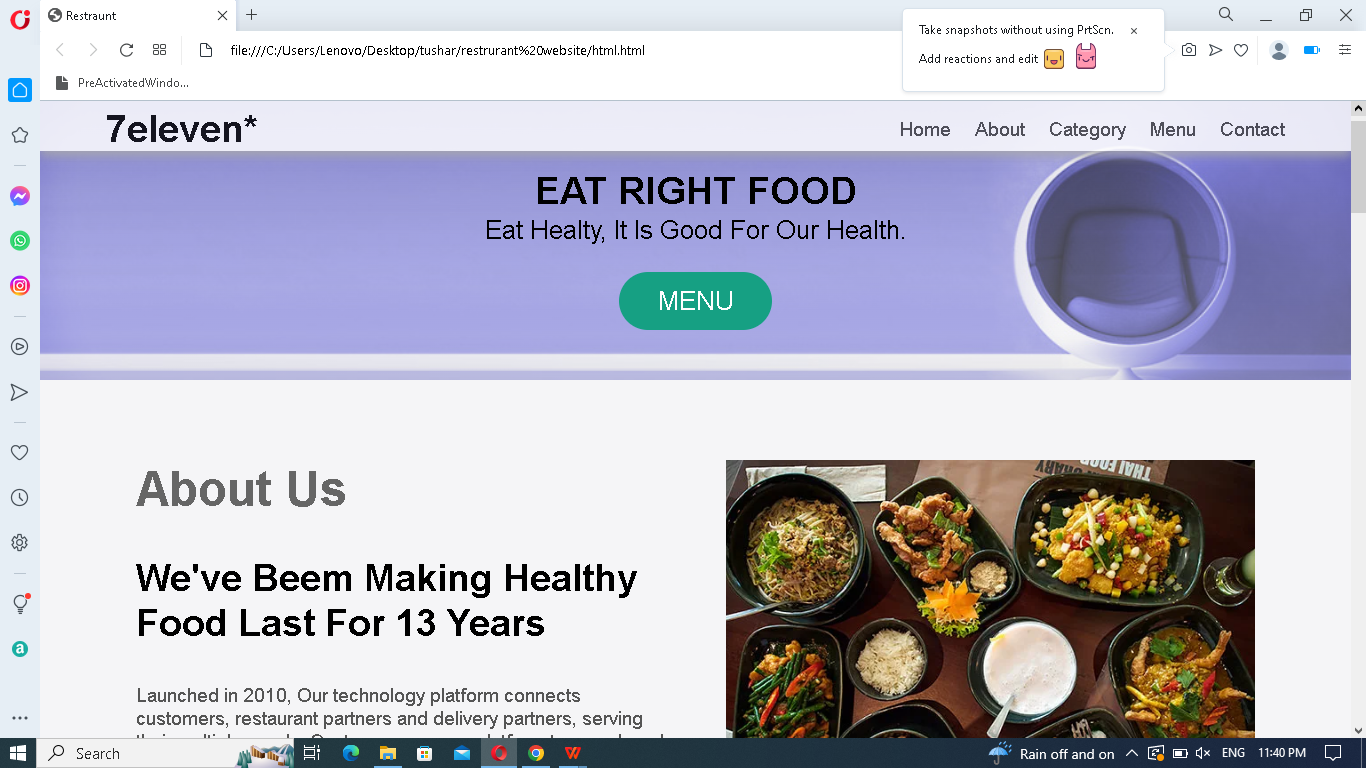 Restraunt
Take snapshots without using PrtScn.
Add reactions and edit
file:///C:/Users/Lenovo/Desktop/tushar/restrurant%20website/html.html
PreActivatedWindo...
7eleven*
Home About Category Menu Contact
EAT RIGHT FOOD
Eat Healty, It Is Good For Our Health.
MENU
About Us
We've Beem Making Healthy
Food Last For 13 Years
Launched in 2010, Our technology platform connects
customers, restaurant partners and delivery partners, serving
THAI FOOD
Search
Rain off and on
ENG
11:40 PM